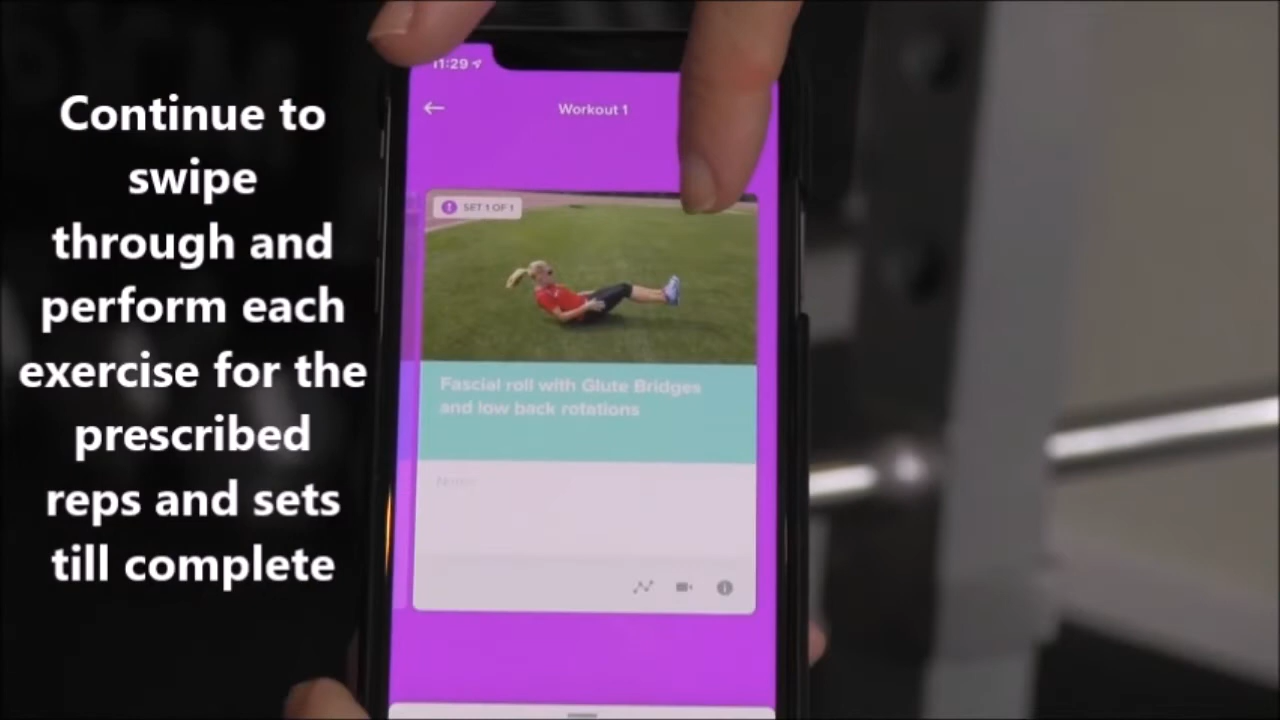 Continue to
swipe
through and
perform each
exercise for the
prescribed
reps and sets
till complete
11:29
Workout 1
SET 1 OF 1
Fascial roll with Glute Bridges
and low back rotations
Notes